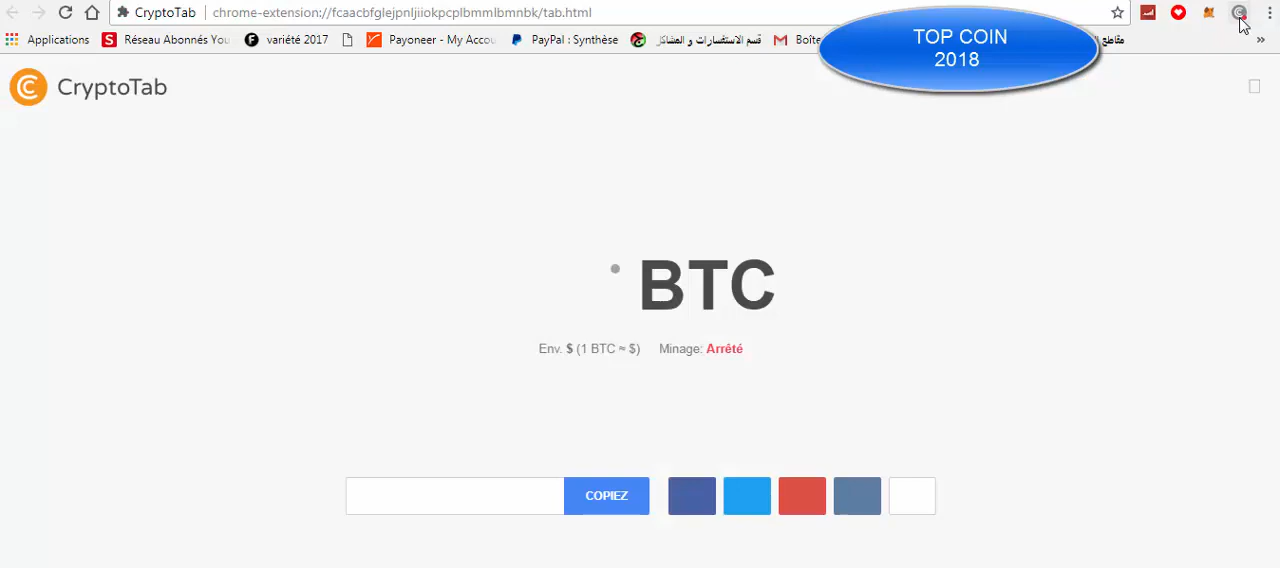 CryptoTab chrome-extension://fcaacbfglejpnljiiokpcplbmmlbmnbk/tab.html
Applications Réseau Abonnés You variété 2017 Payoneer - My Accou PayPal : Synthèse قسم الاستفسارات و المشاكل Boîte مقاطع »
TOP COIN
2018
CryptoTab
BTC
Env. $ (1 BTC ≈ $) Minage: Arrêté
COPIEZ